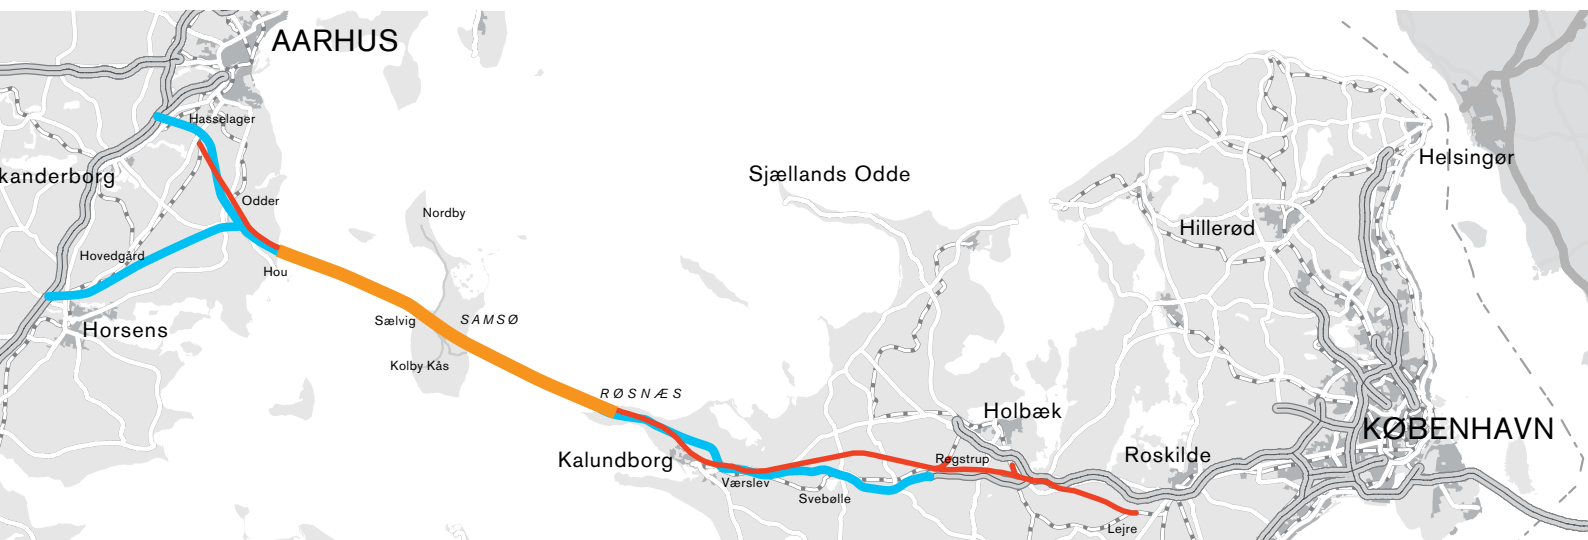 AARHUS
Hasselager
kanderborg
Odder
Hovedgård
Hou
Horsens
Nordby
Sælvig
SAMSØ
Kolby Kås
RØSNÆS
Sjællands Odde
Helsingør
Hillerød
Holbæk
KØBENHAVN
Kalundborg
Regstrup
Roskilde
Værslev
Svebølle
Lejre